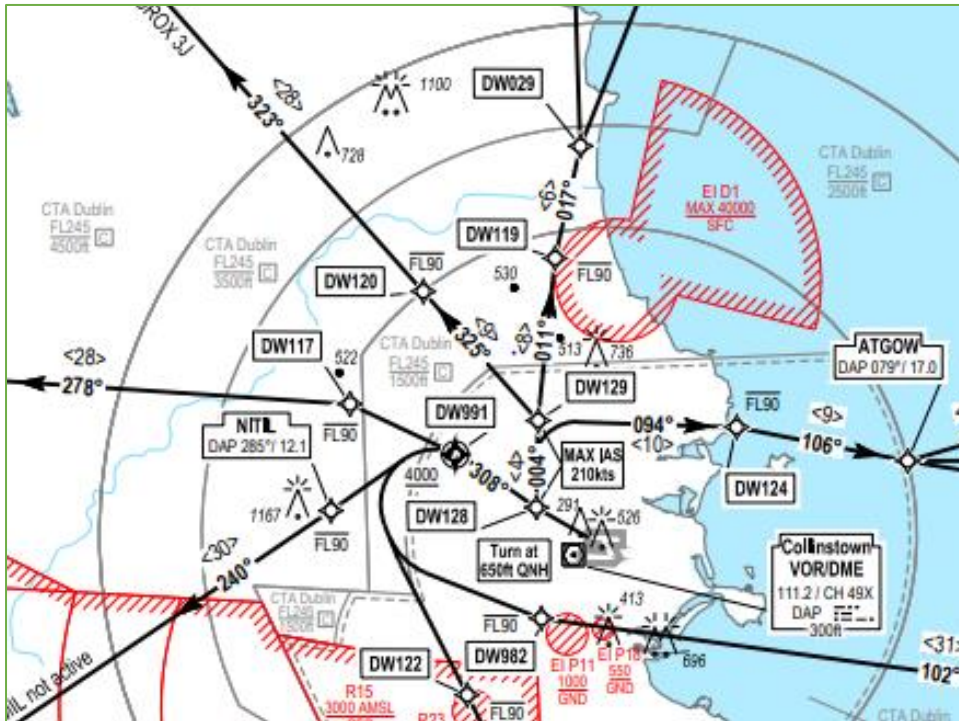 ROX 3J
<28>
323°
1100
728
DW029
CTA Dublin
FL245
2500ft
C
EI D1
MAX 40000
SFC
<6>
017°
CTA Dublin
FL245
4500ft
C
CTA Dublin
FL245
3500ft
C
DW119
FL90
FL90
530
DW120
<9>
325°
<8>
011°
513
736
<28>
278°
DW117
522
CTA Dublin
FL245
1500ft
C
DW129
ATGOW
DAP 079°/ 17.0
NITIL
DAP 285°/ 12.1
FL90
DW991
094°
<10>
FL90
<9>
106°
4000
308°
<4>
004°
MAX IAS
210kts
DW124
1167
FL90
DW128
291
526
Turn at
650ft QNH
Collinstown
VOR/DME
111.2 / CH 49X
DAP
300ft
<30>
240°
CTA Dublin
FL245
1500ft
C
FL90
413
EI P11
1000
GND
EI P18
550
GND
696
<31>
102°
DW122
DW982
FL90
R15
3000 AMSL
R23
not active
CTA Dublin